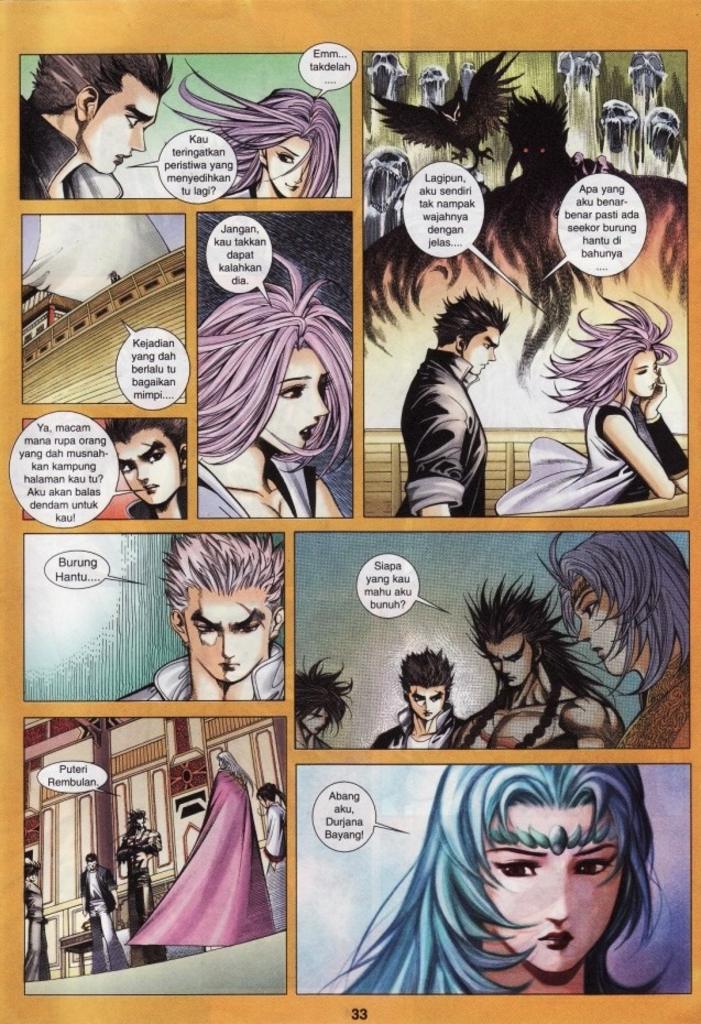 Emm...
takdelah
....
Kau
teringatkan
peristiwa yang
menyedihkan
tu lagi?
Lagipun,
aku sendiri
tak nampak
wajahnya
dengan
jelas....
Apa yang
aku benar-
benar pasti ada
seekor burung
hantu di
bahunya
....
Kejadian
yang dah
berlalu tu
bagaikan
mimpi....
Jangan,
kau takkan
dapat
kalahkan
dia.
Ya, macam
mana rupa orang
yang dah musnah-
kan kampung
halaman kau tu?
Aku akan balas
dendam untuk
kau!
Burung
Hantu....
Siapa
yang kau
mahu aku
bunuh?
Puteri
Rembulan.
Abang
aku,
Durjana
Bayang!
33